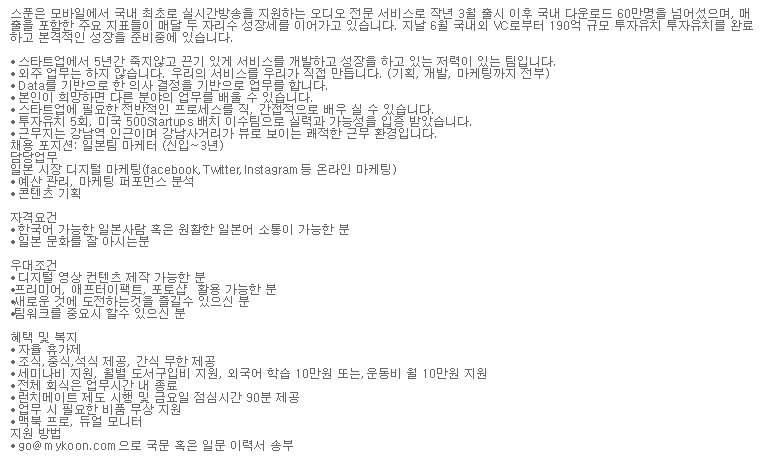 스푼은 모바일에서 국내 최초로 실시간방송을 지원하는 오디오 전문 서비스로 작년 3월 출시 이후 국내 다운로드 60만명을 넘어섰으며, 매
출을 포함한 주요 지표들이 매달 두 자리수 성장세를 이어가고 있습니다. 지난 6월 국내외 VC로부터 190억 규모 투자유치 투자유치를 완료
하고 본격적인 성장을 준비중에 있습니다.
• 스타트업에서 5년간 죽지않고 끈기 있게 서비스를 개발하고 성장을 하고 있는 저력이 있는 팀입니다.
• 외주 업무는 하지 않습니다. 우리의 서비스를 우리가 직접 만듭니다. (기획, 개발, 마케팅까지 전부)
• Data를 기반으로 한 의사 결정을 기반으로 업무를 합니다.
• 본인이 희망하면 다른 분야의 업무를 배울 수 있습니다.
• 스타트업에 필요한 전반적인 프로세스를 직, 간접적으로 배우 실 수 있습니다.
• 투자유치 5회, 미국 500Startups 배치 이수팀으로 실력과 가능성을 입증 받았습니다.
• 근무지는 강남역 인근이며 강남사거리가 뷰로 보이는 쾌적한 근무 환경입니다.
채용 포지션: 일본팀 마케터 (신입~3년)
담당업무
일본 시장 디지털 마케팅(facebook, Twitter, Instagram 등 온라인 마케팅)
• 예산 관리, 마케팅 퍼포먼스 분석
• 콘텐츠 기획
자격요건
• 한국어 가능한 일본사람 혹은 원활한 일본어 소통이 가능한 분
• 일본 문화를 잘 아시는분
우대조건
• 디지털 영상 컨텐츠 제작 가능한 분
•프리미어, 애프터이팩트, 포토샵 활용 가능한 분
•새로운 것에 도전하는것을 즐길수 있으신 분
•팀워크를 중요시 할수 있으신 분
혜택 및 복지
• 자율 휴가제
• 조식,중식,석식 제공, 간식 무한 제공
• 세미나비 지원, 월별 도서구입비 지원, 외국어 학습 10만원 또는,운동비 월 10만원 지원
• 전체 회식은 업무시간 내 종료
• 런치메이트 제도 시행 및 금요일 점심시간 90분 제공
• 업무 시 필요한 비품 무상 지원
• 맥북 프로, 듀얼 모니터
지원 방법
• go@mykoon.com으로 국문 혹은 일문 이력서 송부